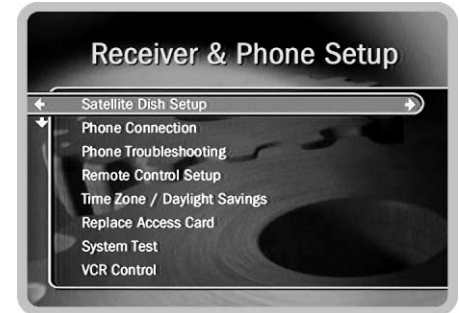 Receiver & Phone Setup
Satellite Dish Setup
Phone Connection
Phone Troubleshooting
Remote Control Setup
Time Zone / Daylight Savings
Replace Access Card
System Test
VCR Control